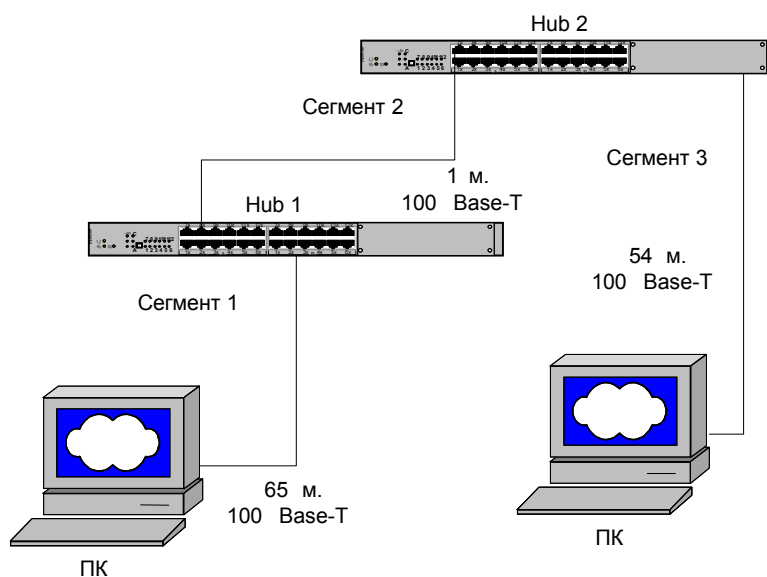 Hub 2
Сегмент 2
Сегмент 3
1 м.
100 Base-T
Hub 1
54 м.
100 Base-T
Сегмент 1
65 м.
100 Base-T
ПК
ПК